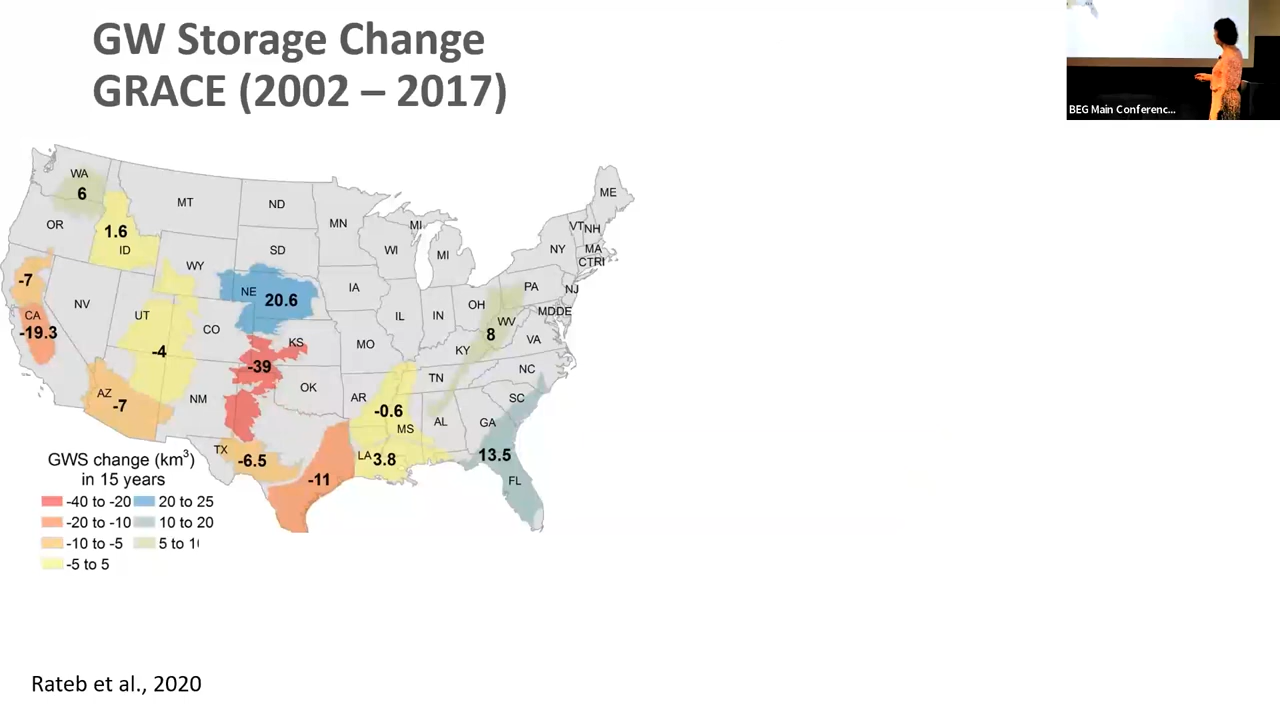 GW Storage Change
GRACE (2002 – 2017)
BEG Main Conferenc...
WA
6
MT
ND
MN
ME
OR
1.6
ID
SD
WI
MI
MI
VT
NH
NY
MA
CTRI
WY
-7
NE
20.6
IA
PA
NJ
NV
CA
-19.3
UT
CO
IL
IN
OH
WV
MDDE
8
VA
-4
KS
MO
KY
-39
NC
AZ
-7
NM
OK
AR
TN
SC
-0.6
MS
AL
GA
TX
-6.5
LA
3.8
13.5
-11
FL
GWS change (km³)
in 15 years
-40 to -20
20 to 25
-20 to -10
10 to 20
-10 to -5
5 to 1
-5 to 5
Rateb et al., 2020